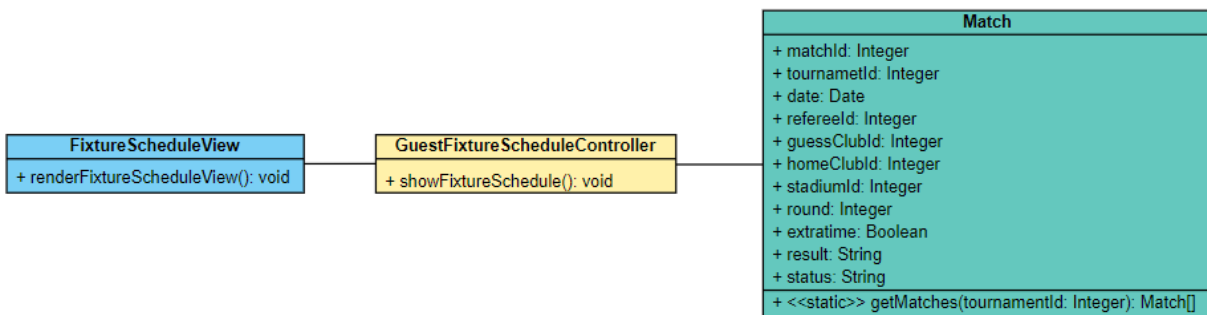 FixtureScheduleView
+ renderFixtureScheduleView(): void
GuestFixtureScheduleController
+ showFixtureSchedule(): void
Match
+ matchId: Integer
+ tournametId: Integer
+ date: Date
+ refereeId: Integer
+ guessClubId: Integer
+ homeClubId: Integer
+ stadiumId: Integer
+ round: Integer
+ extratime: Boolean
+ result: String
+ status: String
+ <<static>> getMatches(tournamentId: Integer): Match[]